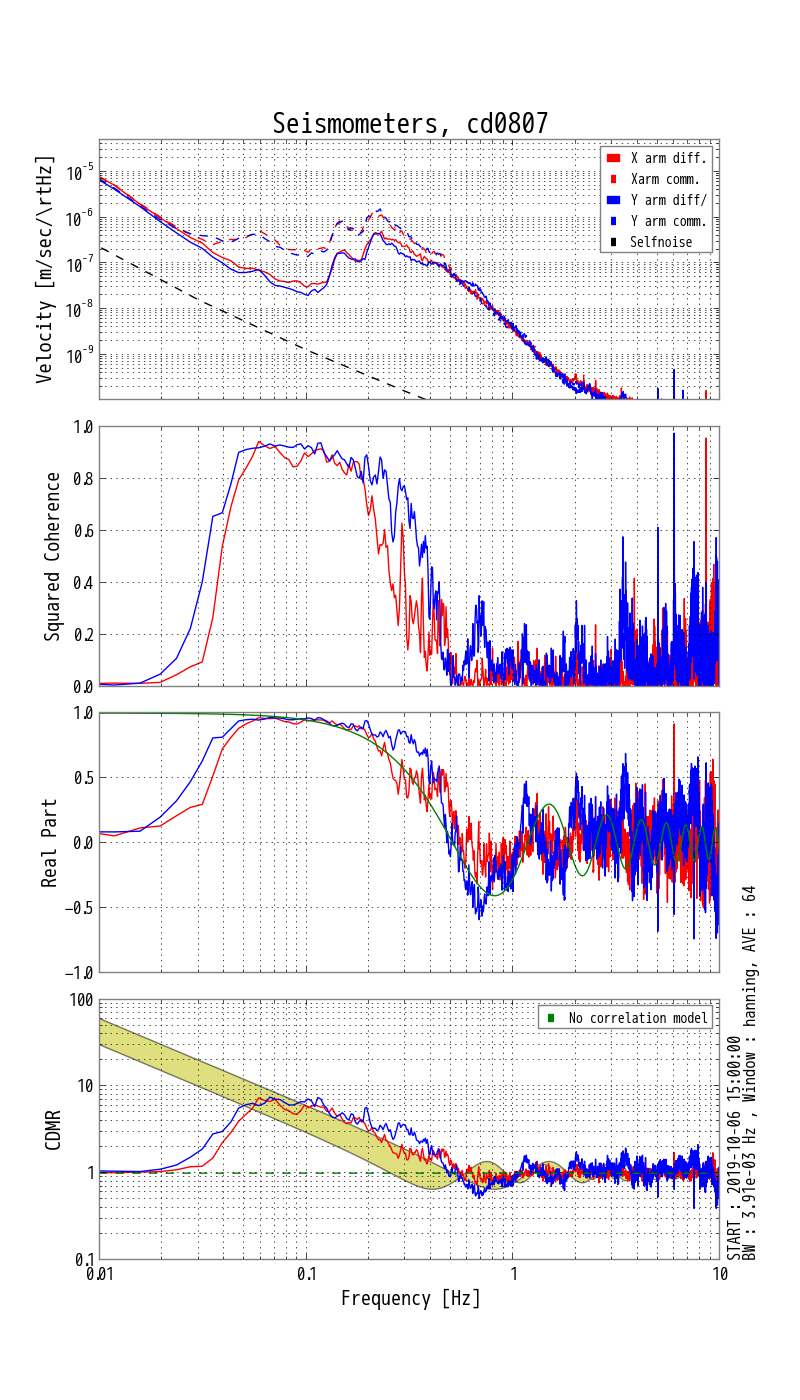 Seismometers, cd0807
Velocity [m/sec/\rtHz]
10^-5
10^-6
10^-7
10^-8
10^-9
X arm diff.
Xarm comm.
Y arm diff/
Y arm comm.
Selfnoise
Squared Coherence
1.0
0.8
0.6
0.4
0.2
0.0
Real Part
1.0
0.5
0.0
−0.5
−1.0
CDMR
100
10
1
0.1
No correlation model
0.01
0.1
1
10
Frequency [Hz]
START : 2019-10-06 15:00:00
BW : 3.91e-03 Hz , Window : hanning, AVE : 64